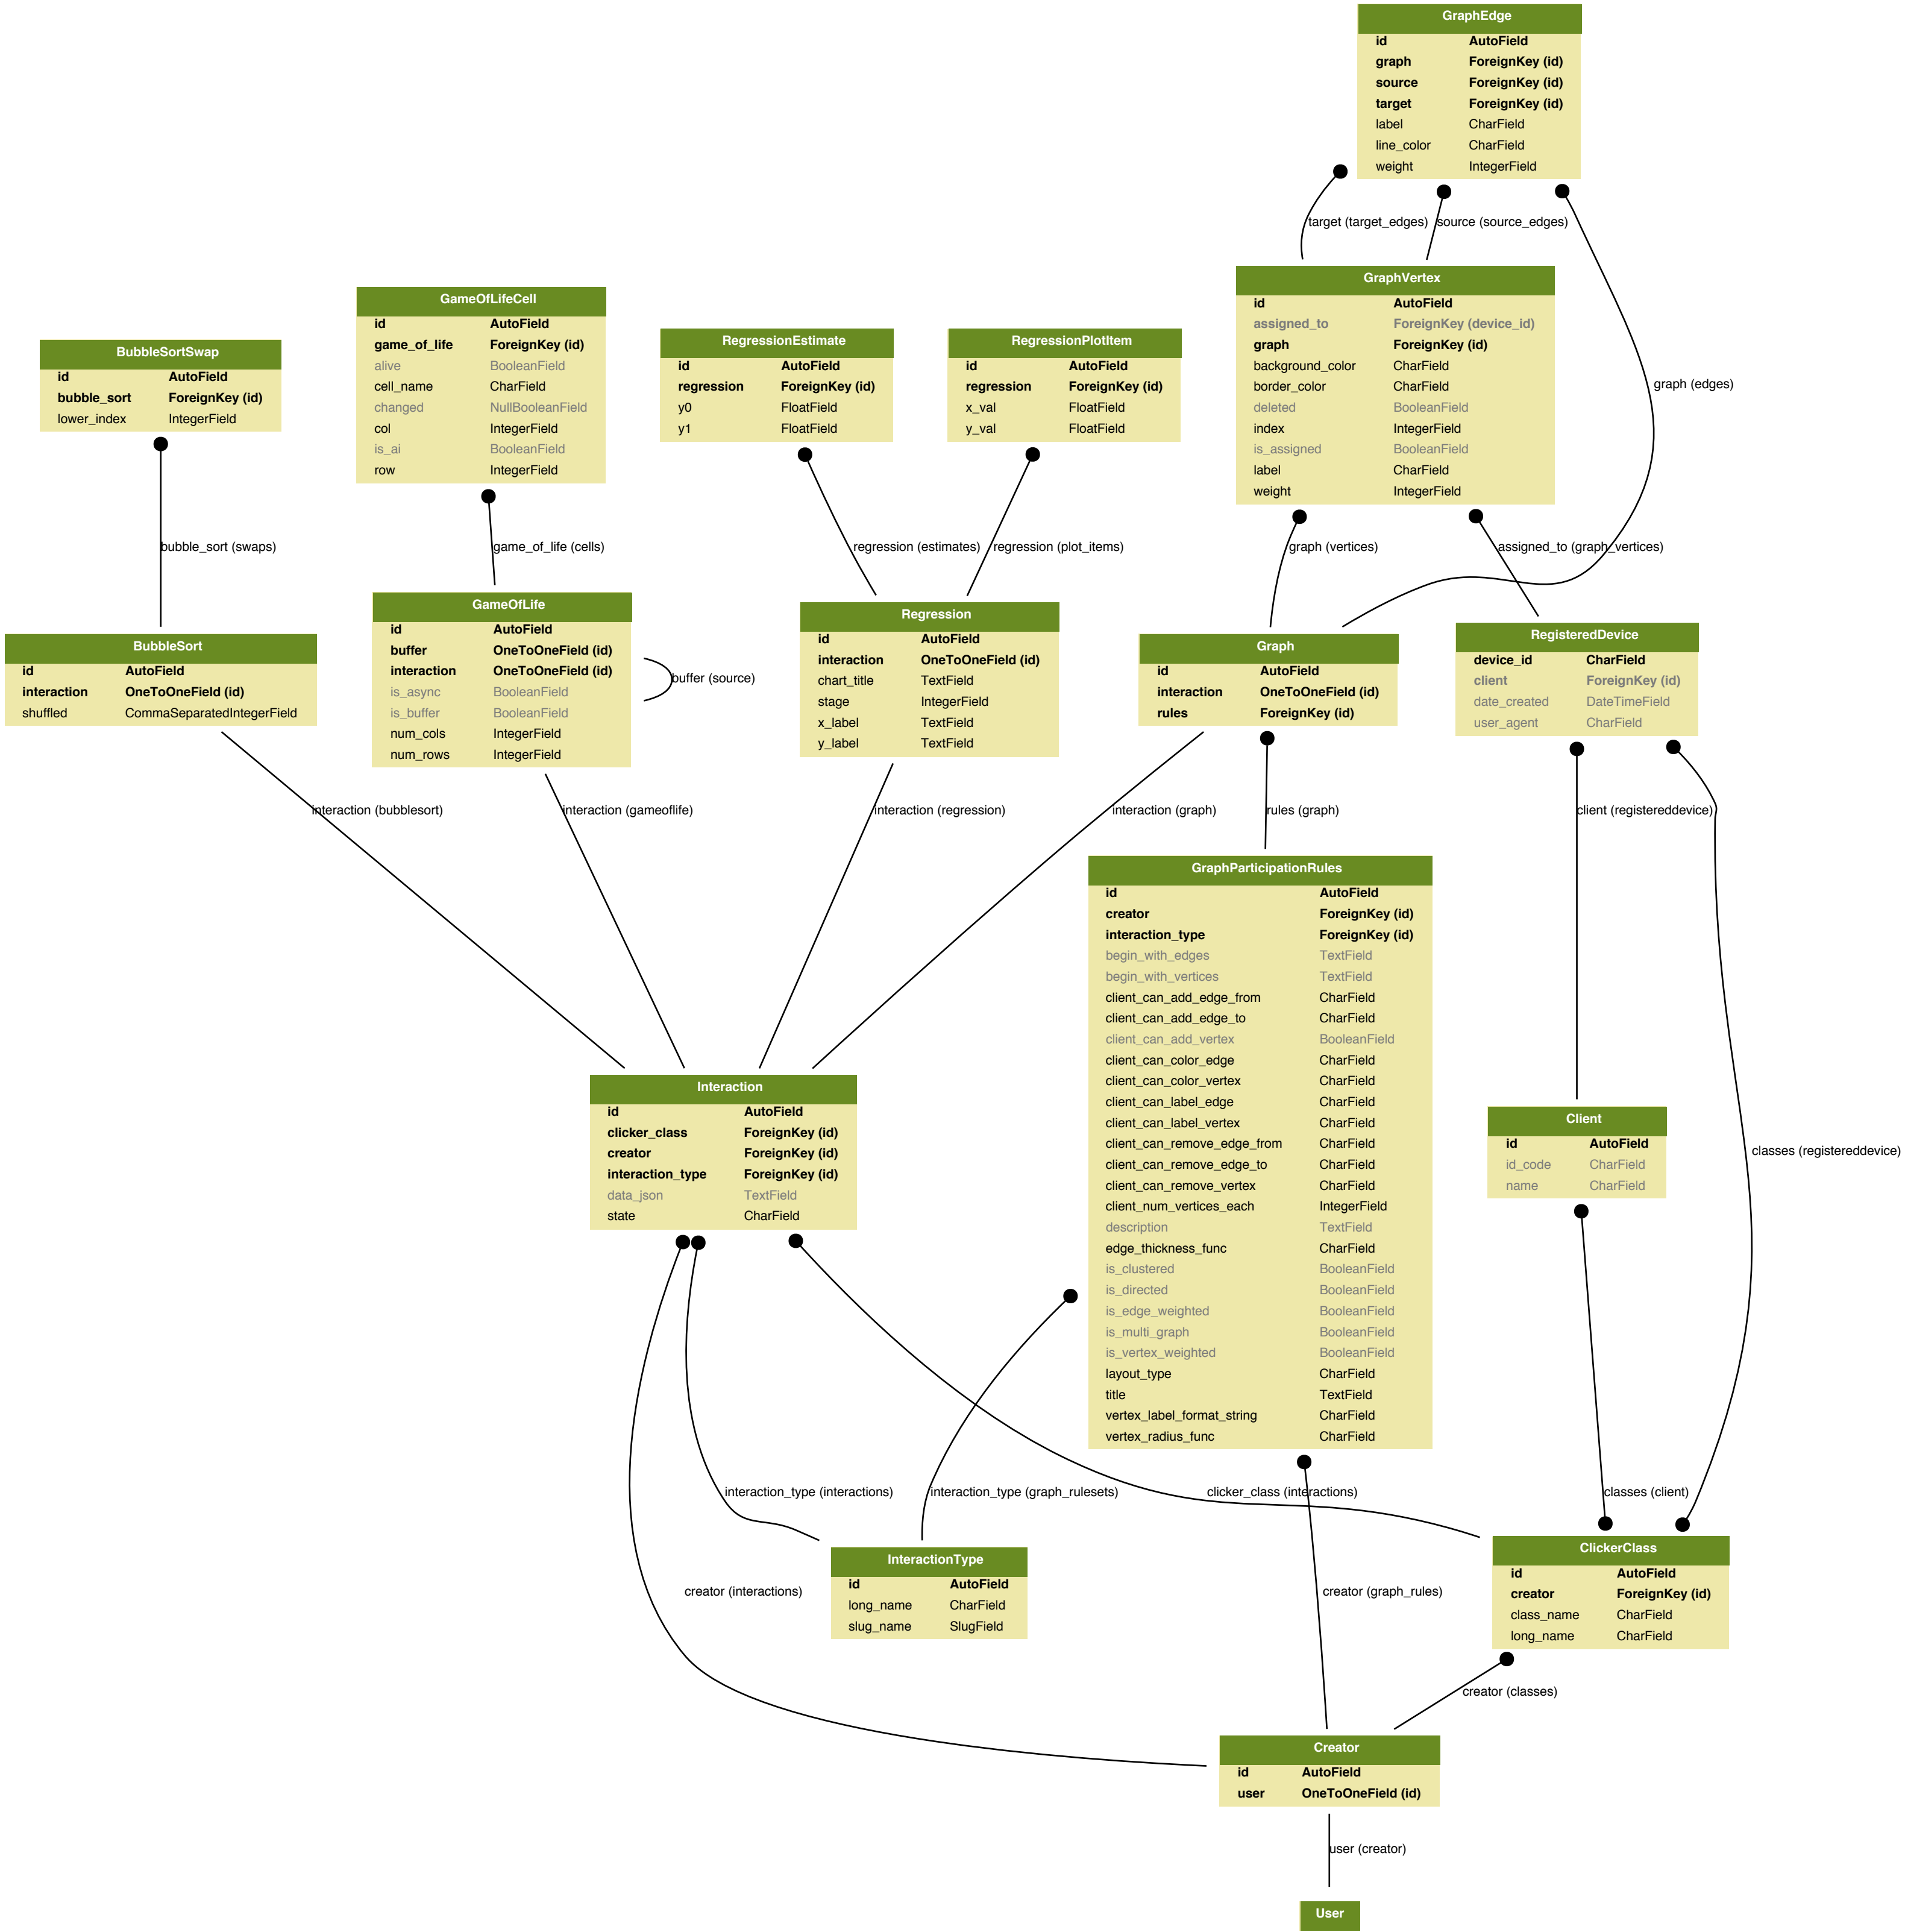 GraphEdge
id AutoField
graph ForeignKey (id)
source ForeignKey (id)
target ForeignKey (id)
label CharField
line_color CharField
weight IntegerField
target (target_edges)
source (source_edges)
graph (edges)
GraphVertex
id AutoField
assigned_to ForeignKey (device_id)
graph ForeignKey (id)
background_color CharField
border_color CharField
deleted BooleanField
index IntegerField
is_assigned BooleanField
label CharField
weight IntegerField
GameOfLifeCell
id AutoField
game_of_life ForeignKey (id)
alive BooleanField
cell_name CharField
changed NullBooleanField
col IntegerField
is_ai BooleanField
row IntegerField
RegressionEstimate
id AutoField
regression ForeignKey (id)
y0 FloatField
y1 FloatField
RegressionPlotItem
id AutoField
regression ForeignKey (id)
x_val FloatField
y_val FloatField
BubbleSortSwap
id AutoField
bubble_sort ForeignKey (id)
lower_index IntegerField
bubble_sort (swaps)
game_of_life (cells)
regression (estimates)
regression (plot_items)
graph (vertices)
assigned_to (graph_vertices)
BubbleSort
id AutoField
interaction OneToOneField (id)
shuffled CommaSeparatedIntegerField
GameOfLife
id AutoField
buffer OneToOneField (id)
interaction OneToOneField (id)
is_async BooleanField
is_buffer BooleanField
num_cols IntegerField
num_rows IntegerField
buffer (source)
Regression
id AutoField
interaction OneToOneField (id)
chart_title TextField
stage IntegerField
x_label TextField
y_label TextField
Graph
id AutoField
interaction OneToOneField (id)
rules ForeignKey (id)
RegisteredDevice
device_id CharField
client ForeignKey (id)
date_created DateTimeField
user_agent CharField
interaction (bubblesort)
interaction (gameoflife)
interaction (regression)
interaction (graph)
rules (graph)
client (registereddevice)
GraphParticipationRules
id AutoField
creator ForeignKey (id)
interaction_type ForeignKey (id)
begin_with_edges TextField
begin_with_vertices TextField
client_can_add_edge_from CharField
client_can_add_edge_to CharField
client_can_add_vertex BooleanField
client_can_color_edge CharField
client_can_color_vertex CharField
client_can_label_edge CharField
client_can_label_vertex CharField
client_can_remove_edge_from CharField
client_can_remove_edge_to CharField
client_can_remove_vertex CharField
client_num_vertices_each IntegerField
description TextField
edge_thickness_func CharField
is_clustered BooleanField
is_directed BooleanField
is_edge_weighted BooleanField
is_multi_graph BooleanField
is_vertex_weighted BooleanField
layout_type CharField
title TextField
vertex_label_format_string CharField
vertex_radius_func CharField
Interaction
id AutoField
clicker_class ForeignKey (id)
creator ForeignKey (id)
interaction_type ForeignKey (id)
data_json TextField
state CharField
Client
id AutoField
id_code CharField
name CharField
classes (registereddevice)
interaction_type (interactions)
interaction_type (graph_rulesets)
clicker_class (interactions)
classes (client)
InteractionType
id AutoField
long_name CharField
slug_name SlugField
ClickerClass
id AutoField
creator ForeignKey (id)
class_name CharField
long_name CharField
creator (interactions)
creator (graph_rules)
creator (classes)
Creator
id AutoField
user OneToOneField (id)
user (creator)
User